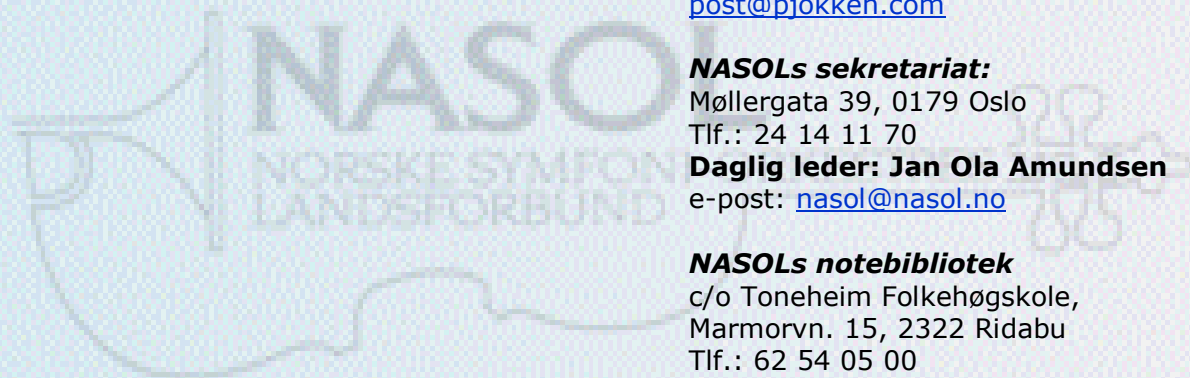 post@pjokken.com
NASOLs sekretariat:
Møllergata 39, 0179 Oslo
Tlf.: 24 14 11 70
Daglig leder: Jan Ola Amundsen
e-post: nasol@nasol.no
NASOLs notebibliotek
c/o Toneheim Folkehøgskole,
Marmorvn. 15, 2322 Ridabu
Tlf.: 62 54 05 00
NASOL
NORSKE SYMFON
LANDSFORBUND